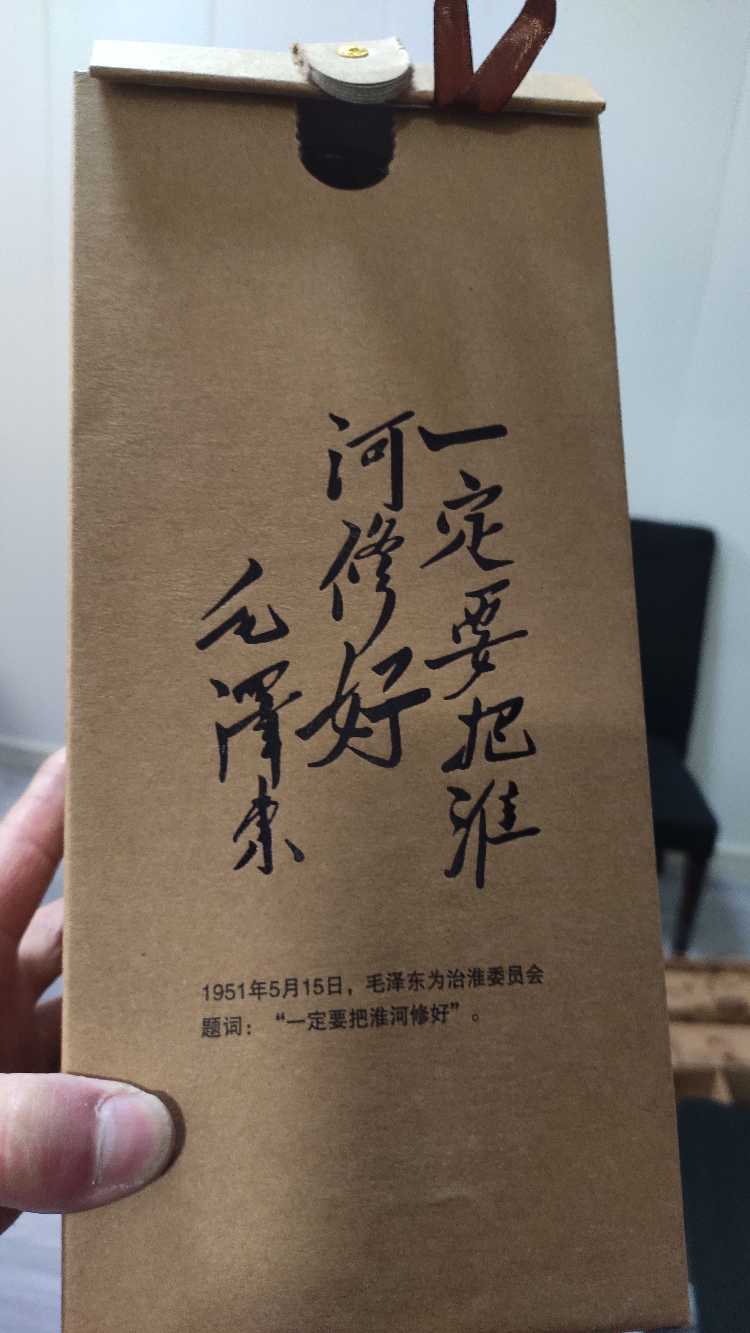 一定要把淮
河修好
毛澤东
1951年5月15日，毛泽东为治淮委员会
题词：“一定要把淮河修好”。